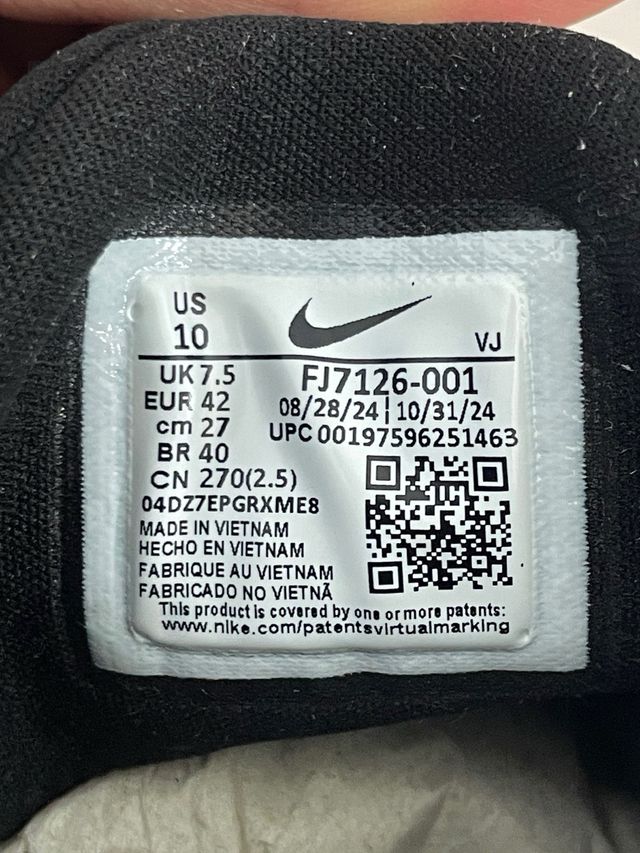 US
10
VJ
UK 7.5
EUR 42
cm 27
BR 40
CN 270(2.5)
FJ7126-001
08/28/24 | 10/31/24
UPC 00197596251463
04DZ7EPGRXME8
MADE IN VIETNAM
HECHO EN VIETNAM
FABRIQUE AU VIETNAM
FABRICADO NO VIETNÃ
This product is covered by one or more patents:
www.nike.com/patentsvirtualmarking